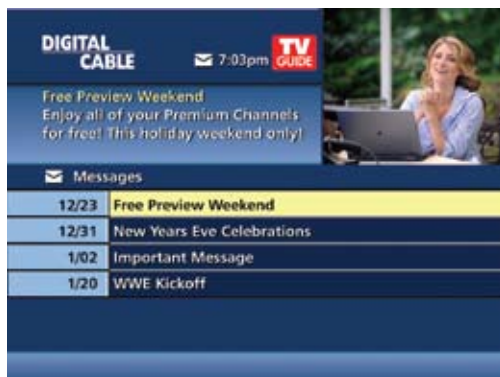 DIGITAL
CABLE
7:03pm
TV
GUIDE
Free Preview Weekend
Enjoy all of your Premium Channels
for free! This holiday weekend only!
Messages
12/23 Free Preview Weekend
12/31 New Years Eve Celebrations
1/02 Important Message
1/20 WWE Kickoff